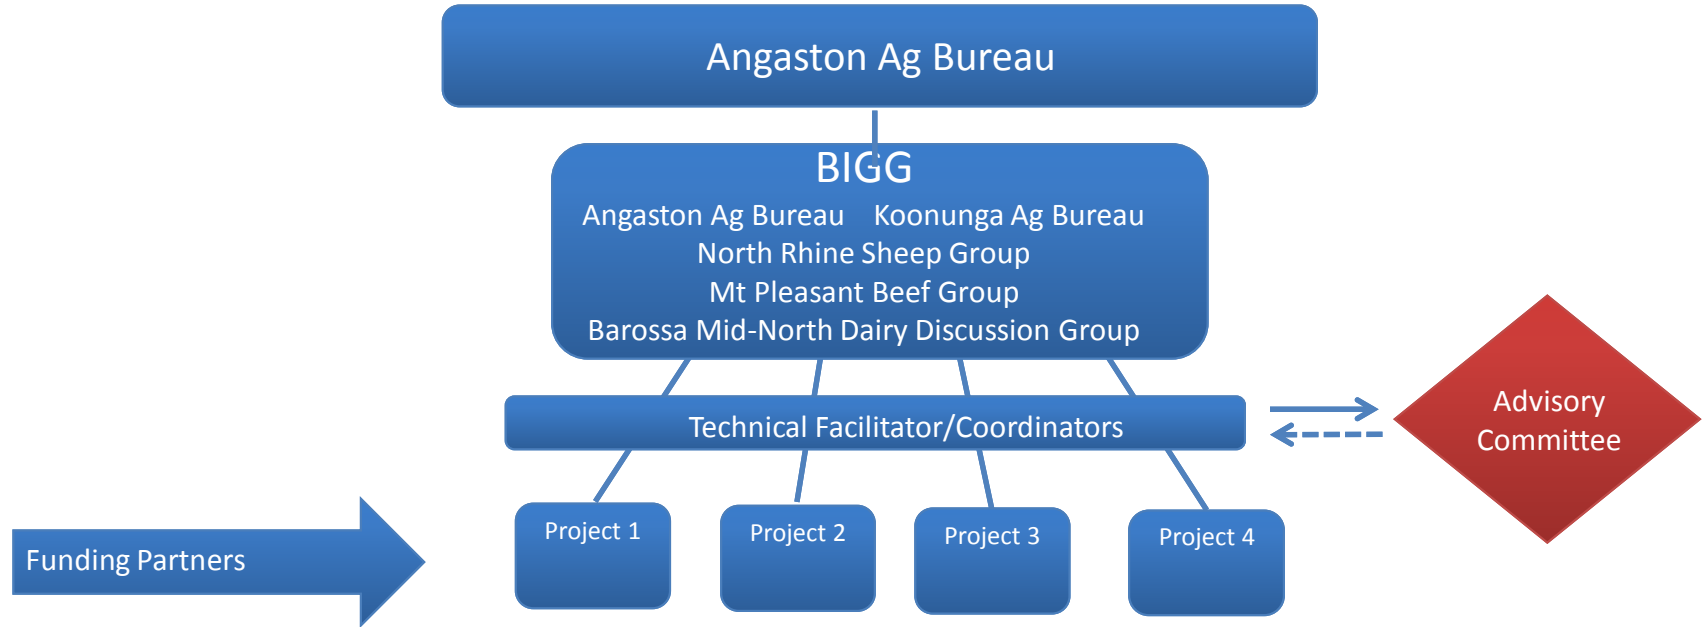 Angaston Ag Bureau
BIGG
Angaston Ag Bureau Koonunga Ag Bureau
North Rhine Sheep Group
Mt Pleasant Beef Group
Barossa Mid-North Dairy Discussion Group
Technical Facilitator/Coordinators
Advisory
Committee
Project 1
Project 2
Project 3
Project 4
Funding Partners